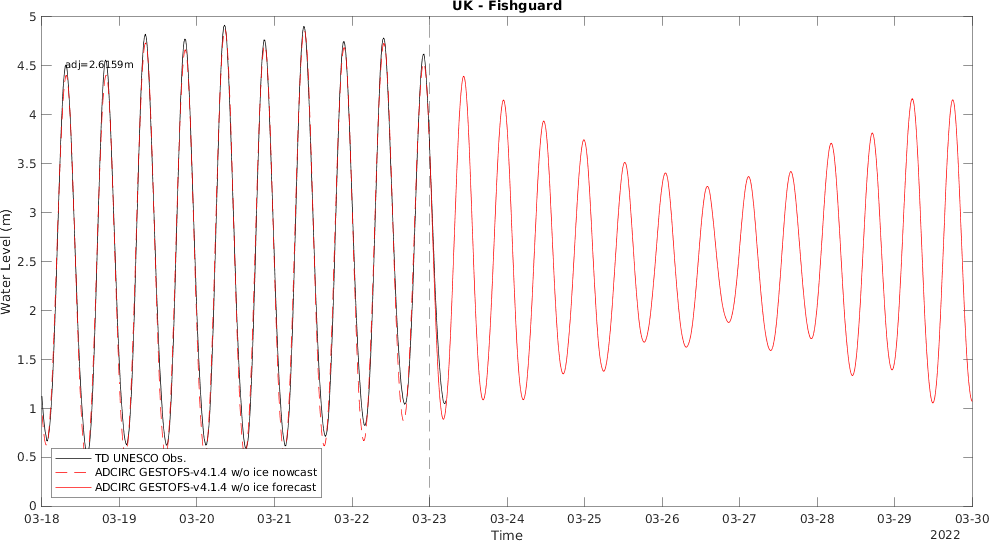 UK - Fishguard
5
4.5
4
3.5
3
2.5
2
1.5
1
0.5
0
Water Level (m)
adj=2.6159m
TD UNESCO Obs.
ADCIRC GESTOFS-v4.1.4 w/o ice nowcast
ADCIRC GESTOFS-v4.1.4 w/o ice forecast
03-18 03-19 03-20 03-21 03-22 03-23 03-24 03-25 03-26 03-27 03-28 03-29 03-30
Time
2022